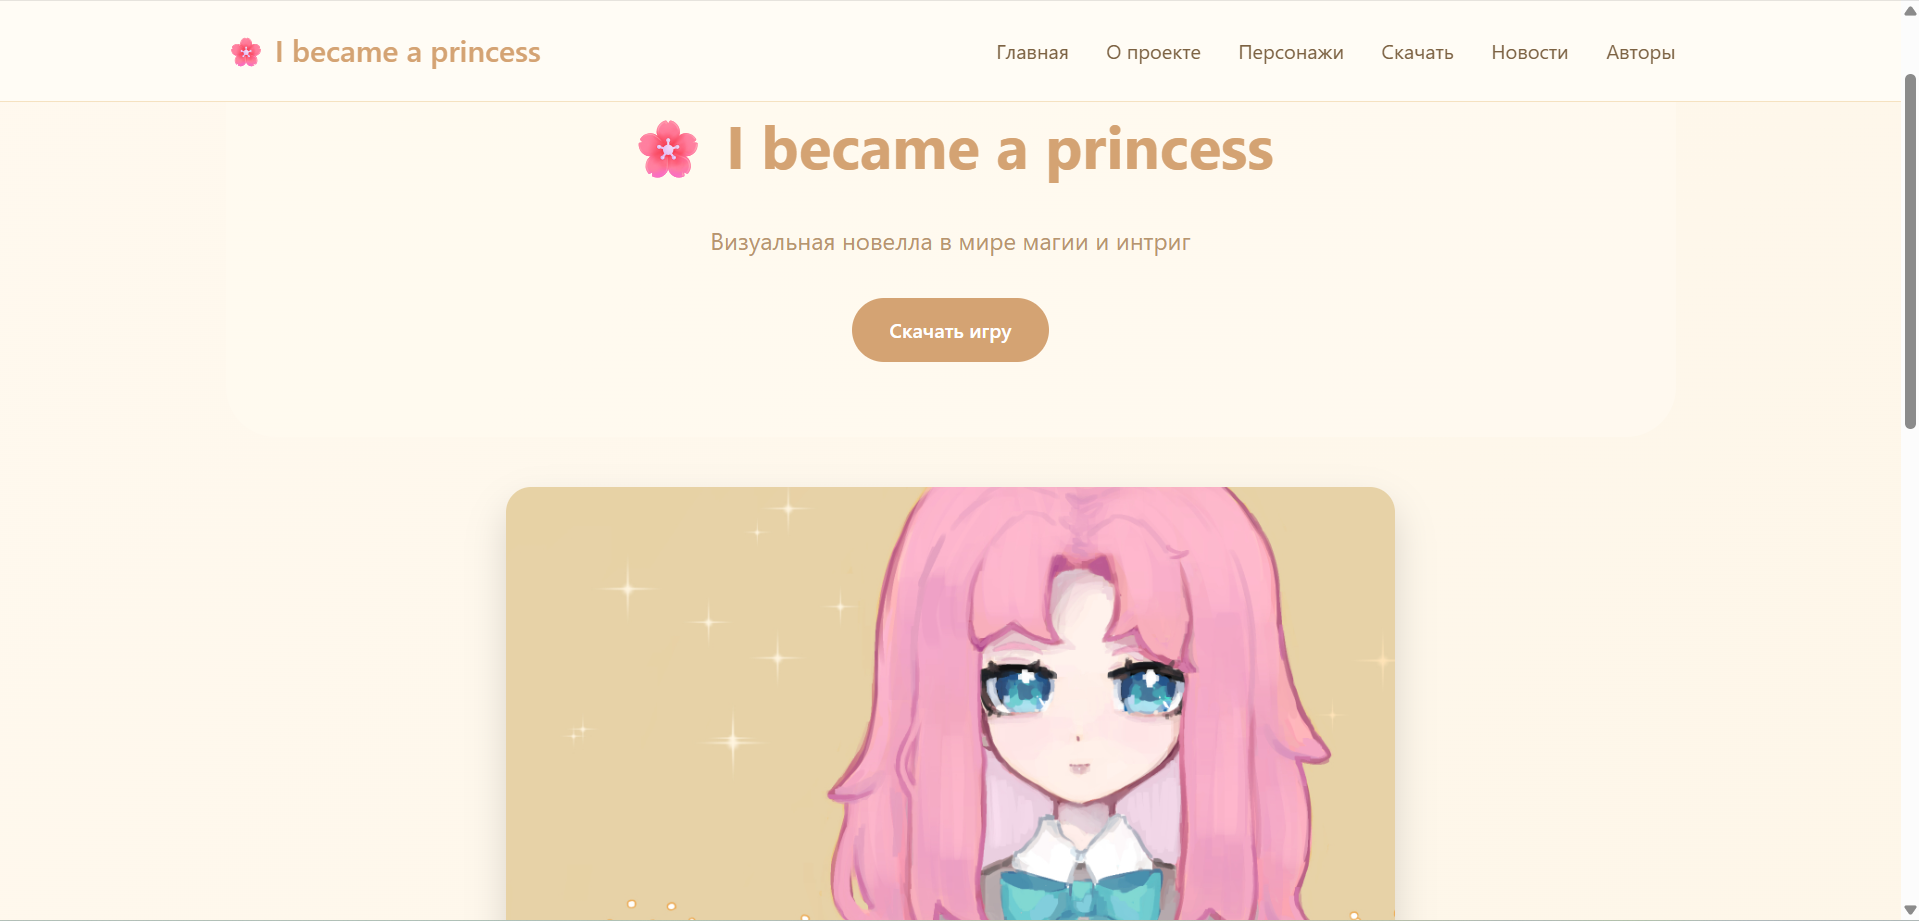 I became a princess
Главная О проекте Персонажи Скачать Новости Авторы
I became a princess
Визуальная новелла в мире магии и интриг
Скачать игру